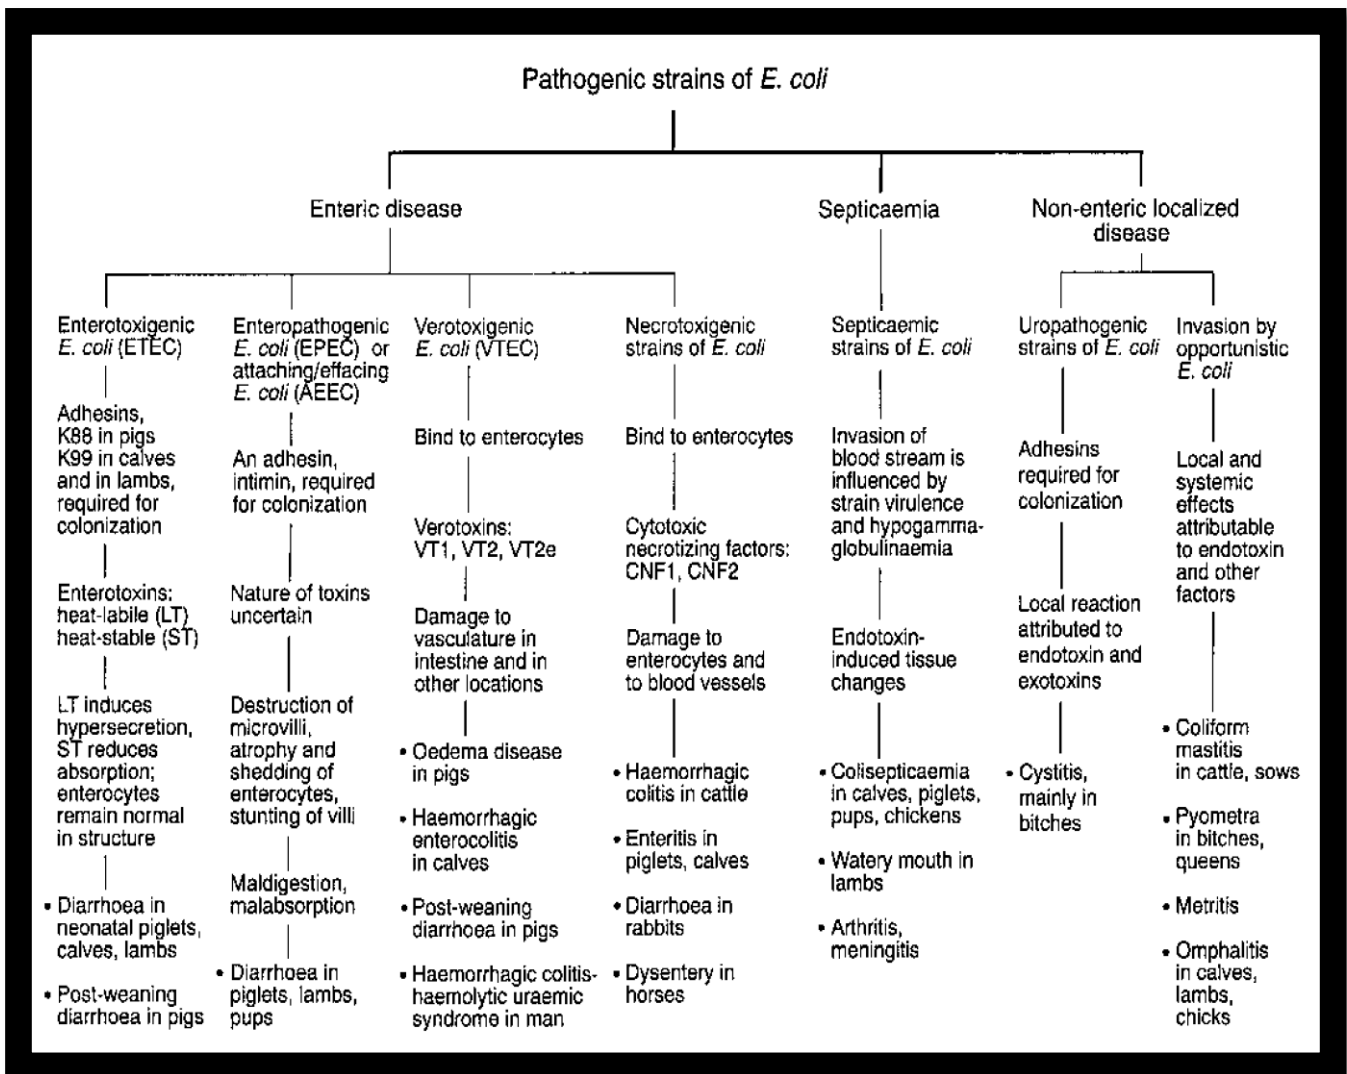 Pathogenic strains of E. coli
Enteric disease
Septicaemia
Non-enteric localized
disease
Enterotoxigenic
E. coli (ETEC)
Adhesins,
K88 in pigs
K99 in calves
and in lambs,
required for
colonization
Enterotoxins:
heat-labile (LT)
heat-stable (ST)
LT induces
hypersecretion,
ST reduces
absorption;
enterocytes
remain normal
in structure
• Diarrhoea in
neonatal piglets,
calves, lambs
• Post-weaning
diarrhoea in pigs
Enteropathogenic
E. coli (EPEC) or
attaching/effacing
E. coli (AEEC)
An adhesin,
intimin, required
for colonization
Nature of toxins
uncertain
Destruction of
microvilli,
atrophy and
shedding of
enterocytes,
stunting of villi
Maldigestion,
malabsorption
• Diarrhoea in
piglets, lambs,
pups
Verotoxigenic
E. coli (VTEC)
Bind to enterocytes
Verotoxins:
VT1, VT2, VT2e
Damage to
vasculature in
intestine and in
other locations
• Oedema disease
in pigs
• Haemorrhagic
enterocolitis
in calves
• Post-weaning
diarrhoea in pigs
• Haemorrhagic colitis-
haemolytic uraemic
syndrome in man
Necrotoxigenic
strains of E. coli
Bind to enterocytes
Cytotoxic
necrotizing factors:
CNF1, CNF2
Damage to
enterocytes and
to blood vessels
• Haemorrhagic
colitis in cattle
• Enteritis in
piglets, calves
• Diarrhoea in
rabbits
• Dysentery in
horses
Septicaemic
strains of E. coli
Invasion of
blood stream is
influenced by
strain virulence
and hypogamma-
globulinaemia
Endotoxin-
induced tissue
changes
• Colisepticaemia
in calves, piglets,
pups, chickens
• Watery mouth in
lambs
• Arthritis,
meningitis
Uropathogenic
strains of E. coli
Adhesins
required for
colonization
Local reaction
attributed to
endotoxin and
exotoxins
• Cystitis,
mainly in
bitches
Invasion by
opportunistic
E. coli
Local and
systemic
effects
attributable
to endotoxin
and other
factors
• Coliform
mastitis
in cattle, sows
• Pyometra
in bitches,
queens
• Metritis
• Omphalitis
in calves,
lambs,
chicks